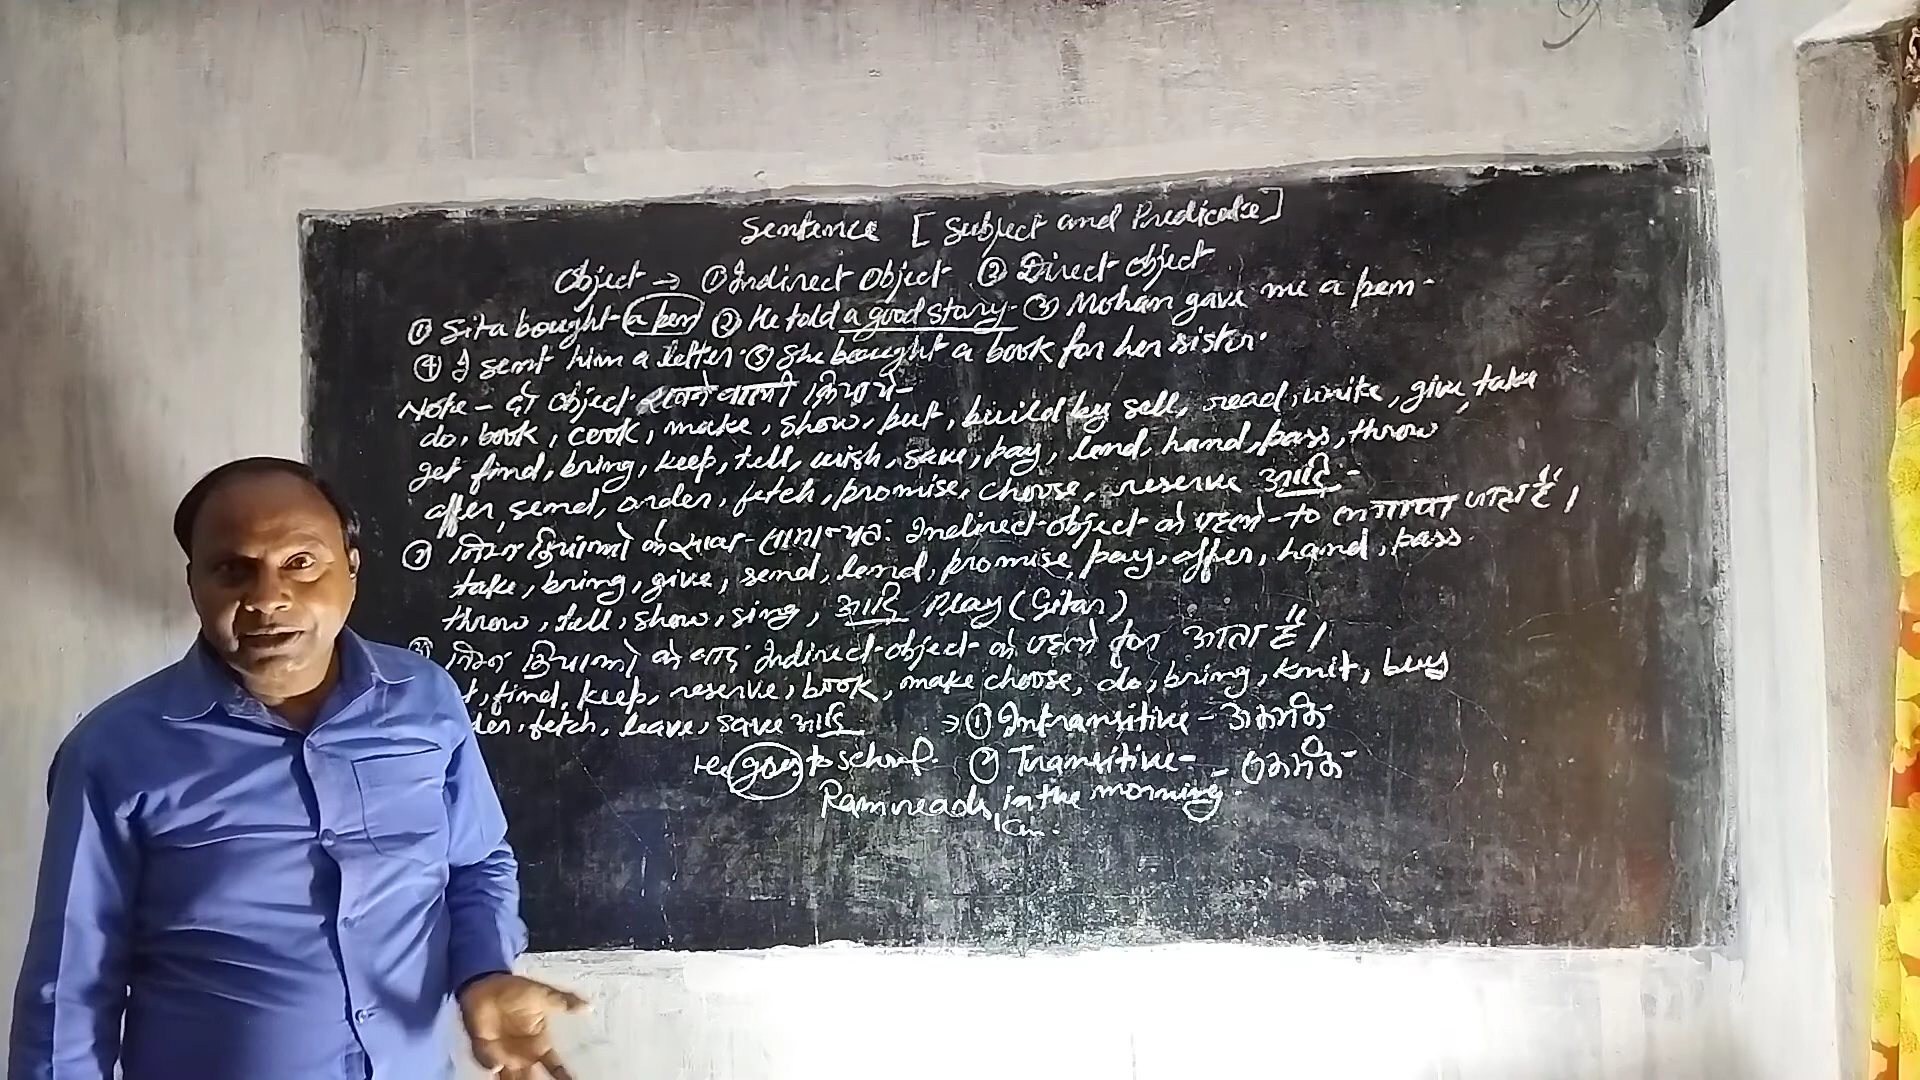 Sentence [Subject and Predicate]
Object → ① Indirect Object ② Direct object
① Sita bought a pen ② He told a good story. ③ Mohan gave me a pen.
④ I sent him a letter. ⑤ She bought a book for her sister.
Note - दो object रखने वाली क्रियायें -
do, book, cook, make, show, put, build by sell, read, write, give, take
get find, bring, keep, tell, wish, save, pay, lend, hand, pass, throw
offer, send, order, fetch, promise, choose, reserve आदि -
② निम्न क्रियाओं के साथ - सामान्यतः Indirect object के पहले - to लगाया जाता है।
take, bring, give, send, lend, promise, pay, offer, hand, pass.
throw, tell, show, sing, आदि Play (Gitar)
③ निम्न क्रियाओं के बाद Indirect object के पहले for आता है।
find, keep, reserve, book, make choose, do, bring, knit, buy
fetch, leave, save आदि → ① Intransitive - अकर्मक
He goes to school. ② Transitive - सकर्मक
Ram reads in the morning.